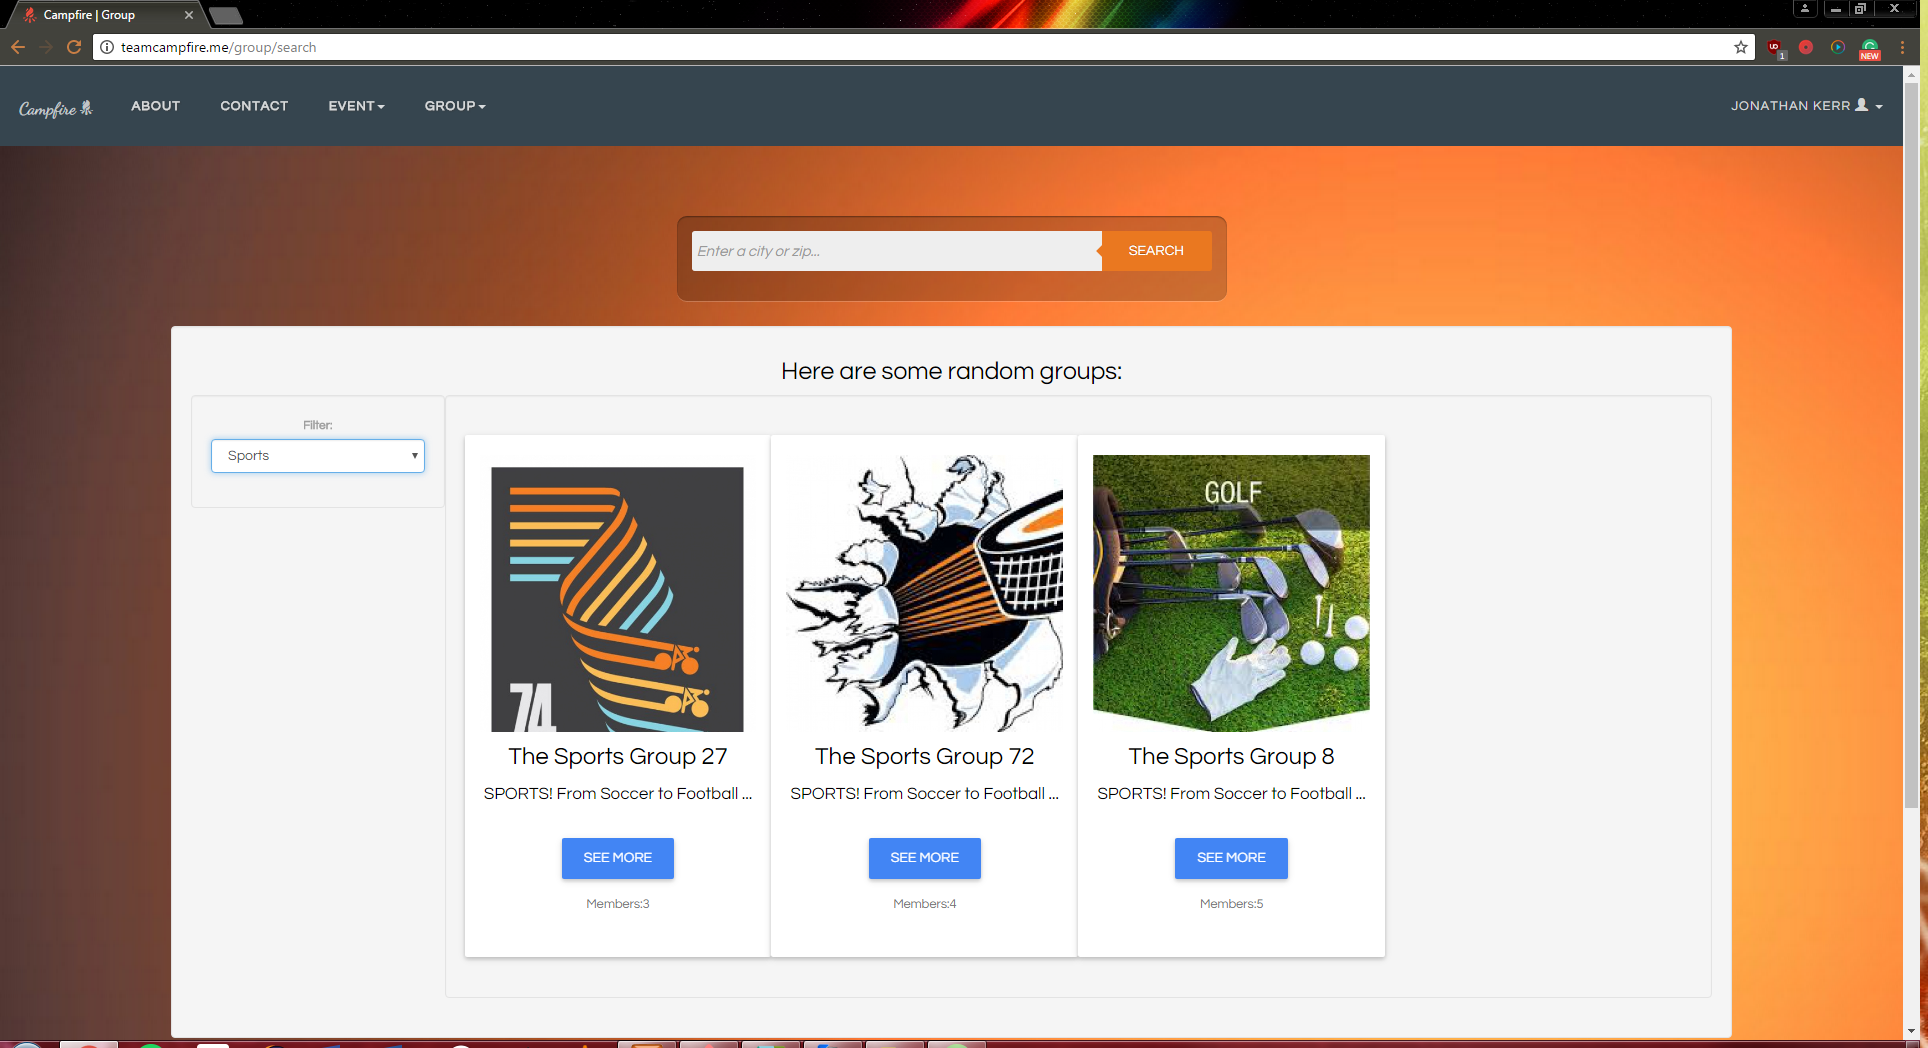 Campfire | Group
teamcampfire.me/group/search
1
NEW
Campfire
ABOUT
CONTACT
EVENT
GROUP
JONATHAN KERR
Enter a city or zip...
SEARCH
Here are some random groups:
Filter:
Sports
74
GOLF
The Sports Group 27
The Sports Group 72
The Sports Group 8
SPORTS! From Soccer to Football ...
SPORTS! From Soccer to Football ...
SPORTS! From Soccer to Football ...
SEE MORE
SEE MORE
SEE MORE
Members:3
Members:4
Members:5